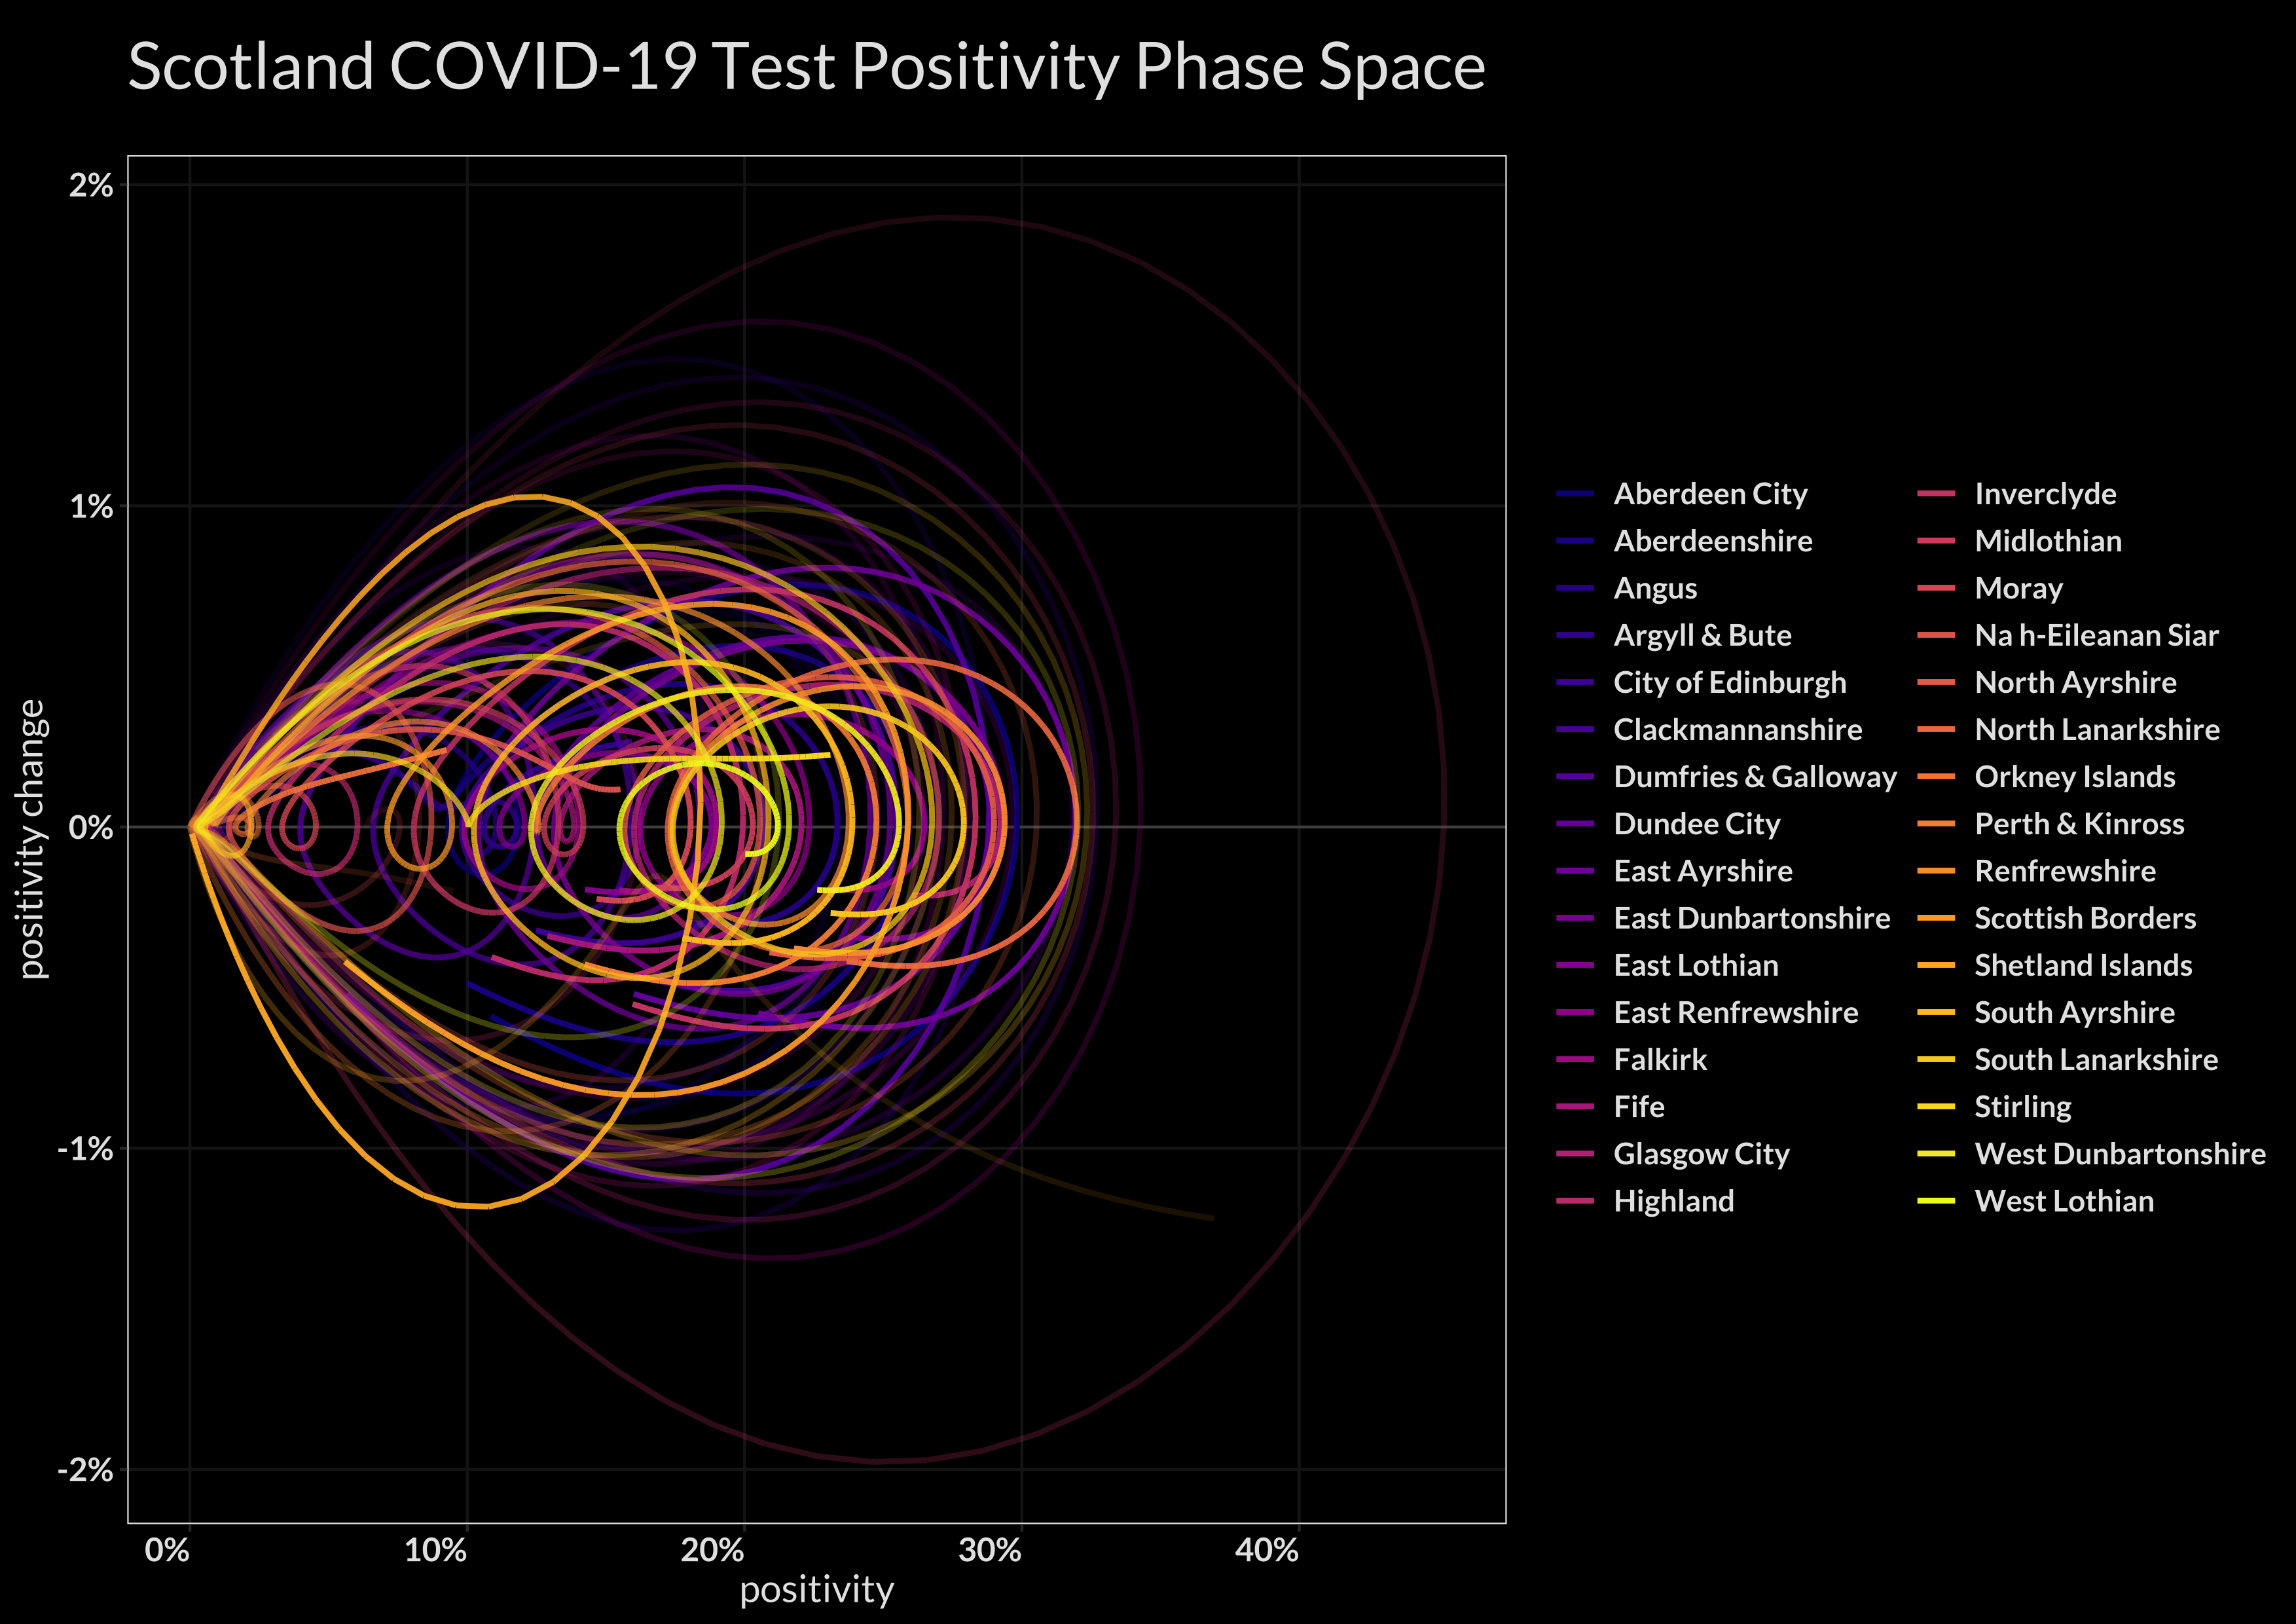 Scotland COVID-19 Test Positivity Phase Space
2%
1%
0%
-1%
-2%
positivity change
0% 10% 20% 30% 40%
positivity
Aberdeen City
Aberdeenshire
Angus
Argyll & Bute
City of Edinburgh
Clackmannanshire
Dumfries & Galloway
Dundee City
East Ayrshire
East Dunbartonshire
East Lothian
East Renfrewshire
Falkirk
Fife
Glasgow City
Highland
Inverclyde
Midlothian
Moray
Na h-Eileanan Siar
North Ayrshire
North Lanarkshire
Orkney Islands
Perth & Kinross
Renfrewshire
Scottish Borders
Shetland Islands
South Ayrshire
South Lanarkshire
Stirling
West Dunbartonshire
West Lothian